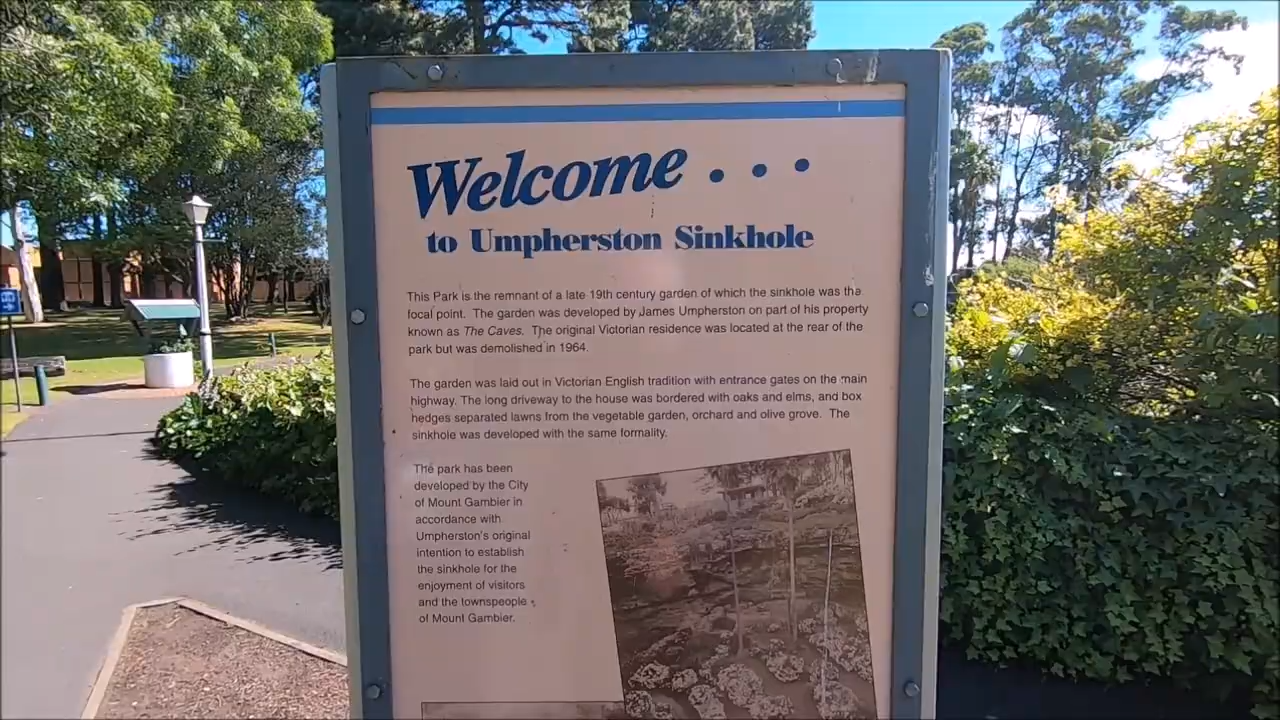 Welcome . . .
to Umpherston Sinkhole
This Park is the remnant of a late 19th century garden of which the sinkhole was the
focal point. The garden was developed by James Umpherston on part of his property
known as The Caves. The original Victorian residence was located at the rear of the
park but was demolished in 1964.
The garden was laid out in Victorian English tradition with entrance gates on the main
highway. The long driveway to the house was bordered with oaks and elms, and box
hedges separated lawns from the vegetable garden, orchard and olive grove. The
sinkhole was developed with the same formality.
The park has been
developed by the City
of Mount Gambier in
accordance with
Umpherston's original
intention to establish
the sinkhole for the
enjoyment of visitors
and the townspeople
of Mount Gambier.